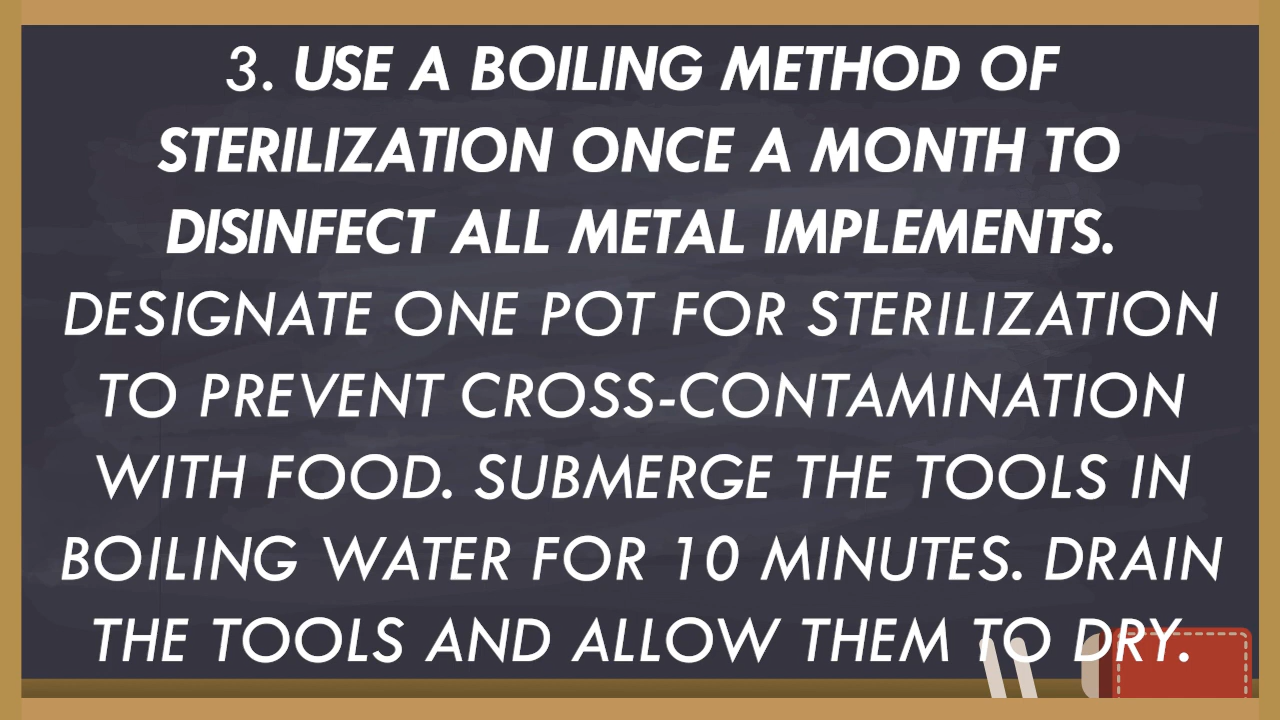 3. USE A BOILING METHOD OF
STERILIZATION ONCE A MONTH TO
DISINFECT ALL METAL IMPLEMENTS.
DESIGNATE ONE POT FOR STERILIZATION
TO PREVENT CROSS-CONTAMINATION
WITH FOOD. SUBMERGE THE TOOLS IN
BOILING WATER FOR 10 MINUTES. DRAIN
THE TOOLS AND ALLOW THEM TO DRY.